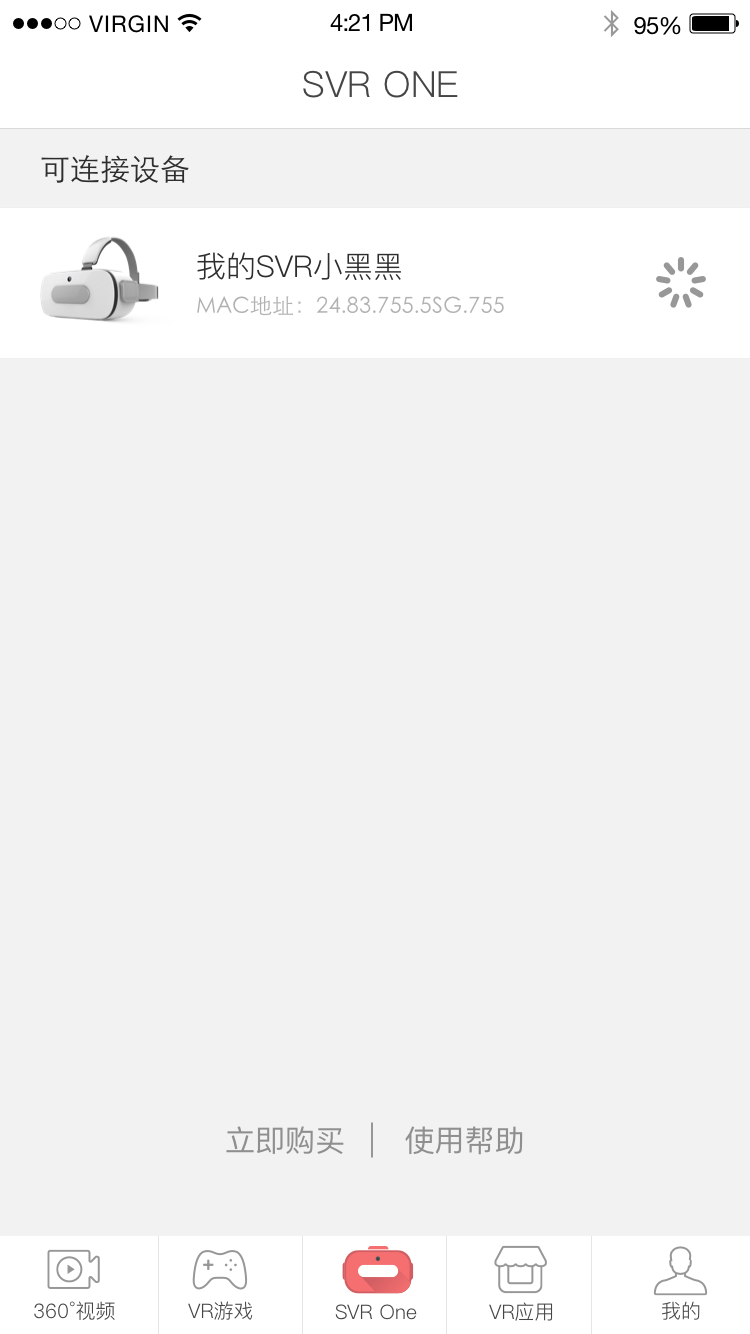 VIRGIN 4:21 PM 95%
SVR ONE
可连接设备
我的SVR小黑黑
MAC地址：24.83.755.5SG.755
立即购买 | 使用帮助
360°视频 VR游戏 SVR One VR应用 我的